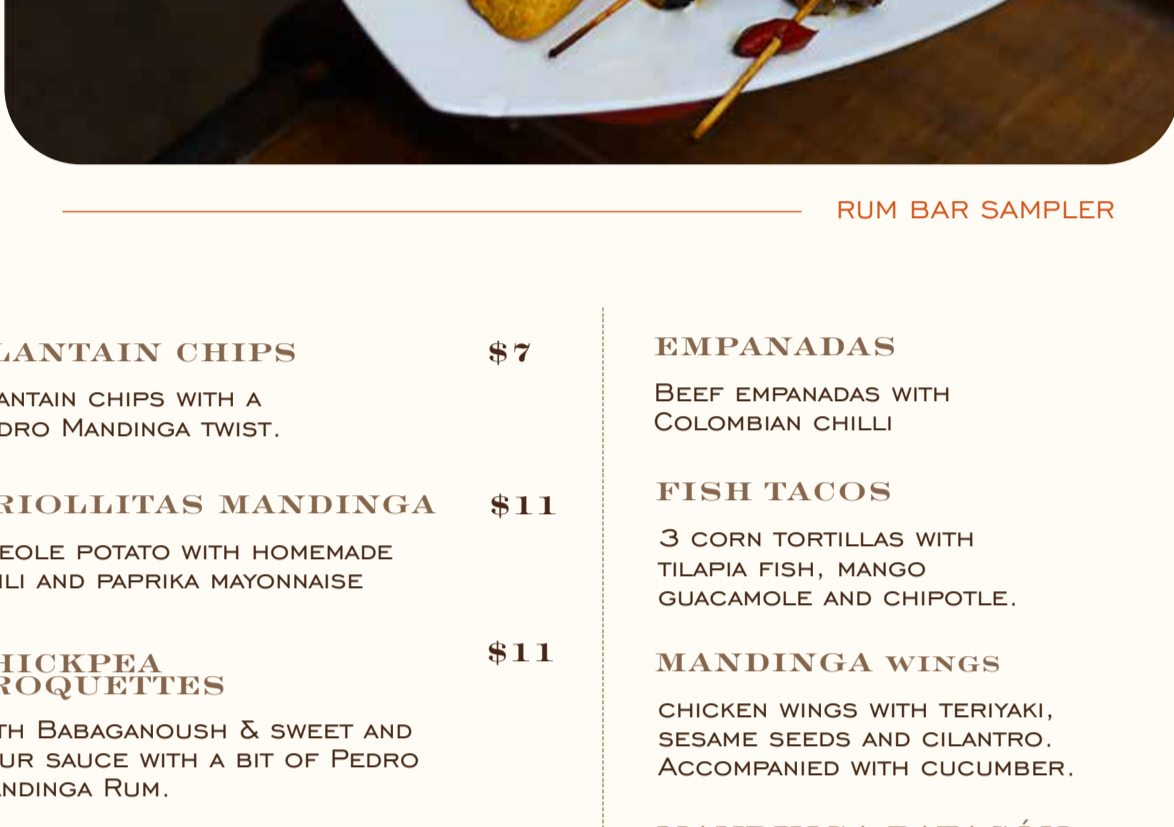 RUM BAR SAMPLER
LANTAIN CHIPS $7
ANTAIN CHIPS WITH A
DRO MANDINGA TWIST.
RIOLLITAS MANDINGA $11
EOLE POTATO WITH HOMEMADE
ILI AND PAPRIKA MAYONNAISE
HICKPEA $11
ROQUETTES
TH BABAGANOUSH & SWEET AND
UR SAUCE WITH A BIT OF PEDRO
ANDINGA RUM.
EMPANADAS
BEEF EMPANADAS WITH
COLOMBIAN CHILLI
FISH TACOS
3 CORN TORTILLAS WITH
TILAPIA FISH, MANGO
GUACAMOLE AND CHIPOTLE.
MANDINGA WINGS
CHICKEN WINGS WITH TERIYAKI,
SESAME SEEDS AND CILANTRO.
ACCOMPANIED WITH CUCUMBER.